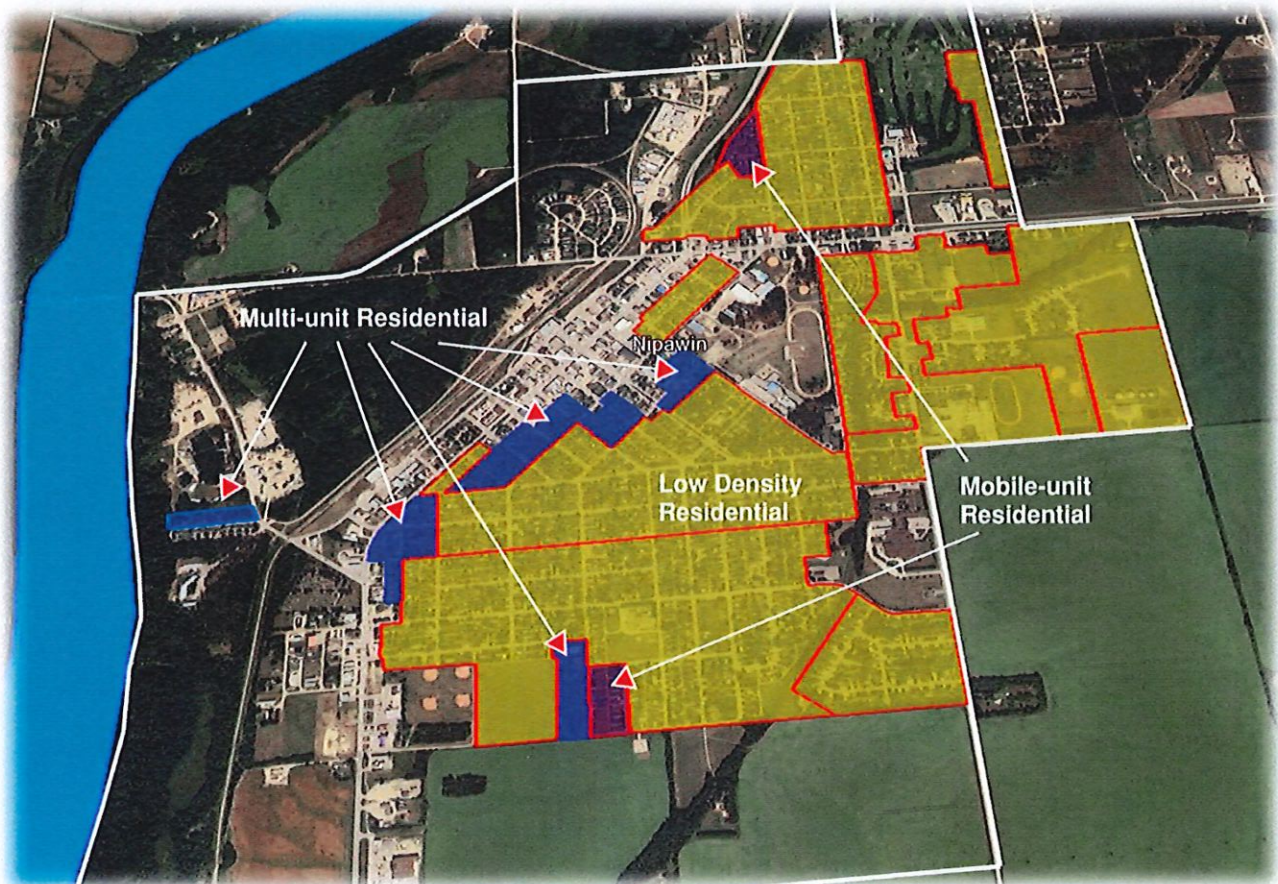 Multi-unit Residential
Nipawin
Low Density
Residential
Mobile-unit
Residential